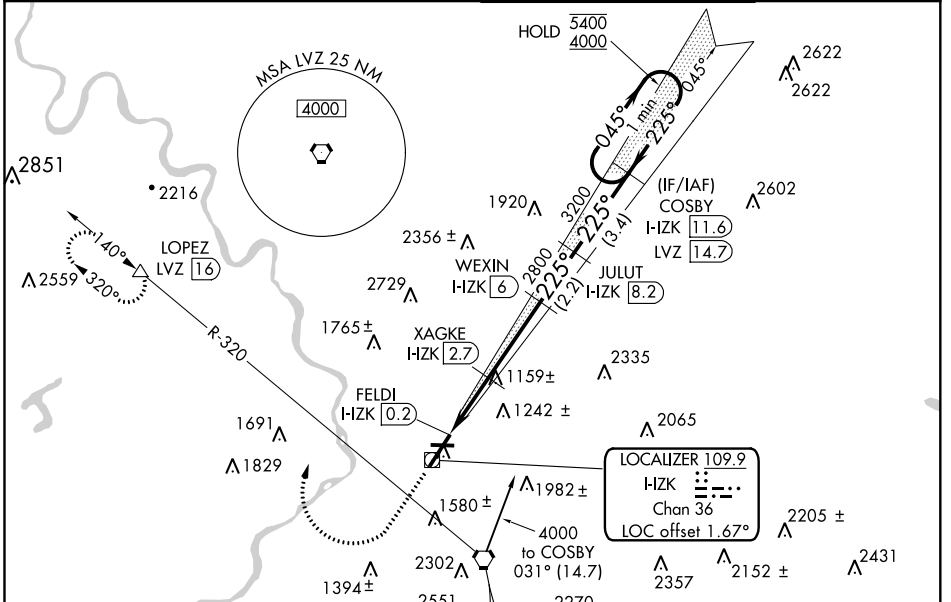 HOLD 5400
4000
MSA LVZ 25 NM
4000
2622
2622
045°
045°
1 min
225°
2851
2216
1920
3200
225°
(3.4)
(IF/IAF)
COSBY
I-IZK 11.6
LVZ 14.7
2602
2356 ±
140°
LOPEZ
LVZ 16
320°
2559
WEXIN
I-IZK 6
2800
225°
(2.2)
JULUT
I-IZK 8.2
2729
R-320
1765 ±
XAGKE
I-IZK 2.7
1159 ±
2335
FELDI
I-IZK 0.2
1242 ±
1691
2065
1829
LOCALIZER 109.9
I-IZK
Chan 36
LOC offset 1.67°
1982 ±
1580 ±
4000
to COSBY
031° (14.7)
2205 ±
1394 ±
2302
2357
2152 ±
2431
2551
2270